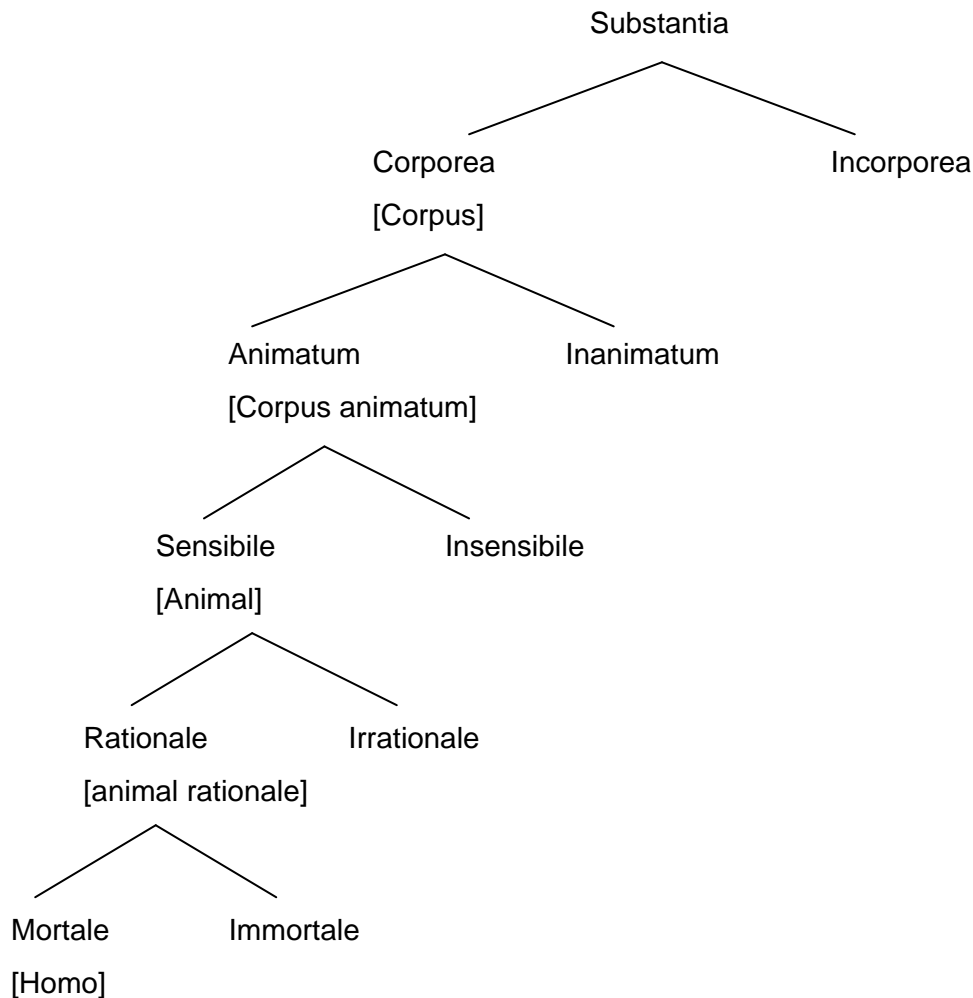 Substantia
Corporea Incorporea
[Corpus]
Animatum Inanimatum
[Corpus animatum]
Sensibile Insensibile
[Animal]
Rationale Irrationale
[animal rationale]
Mortale Immortale
[Homo]